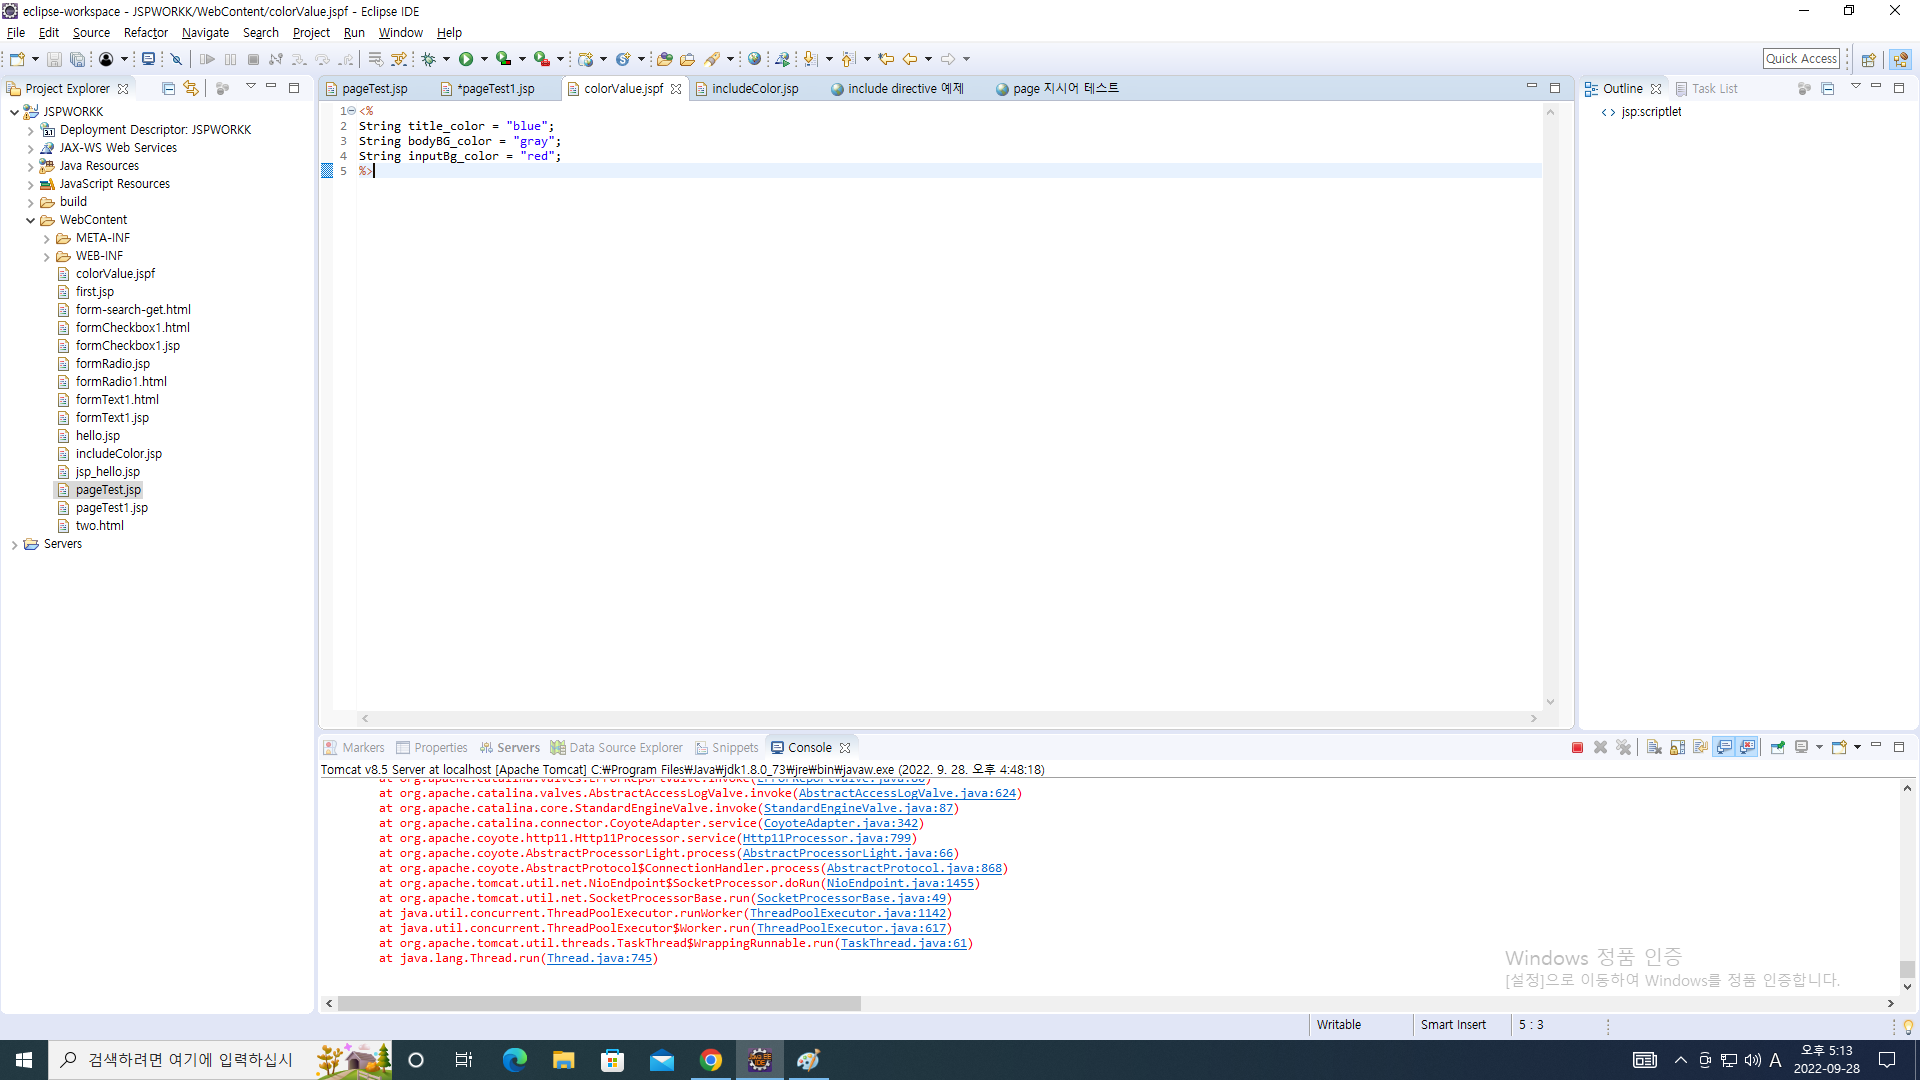 eclipse-workspace - JSPWORKK/WebContent/colorValue.jspf - Eclipse IDE
File Edit Source Refactor Navigate Search Project Run Window Help
Quick Access
Project Explorer
pageTest.jsp *pageTest1.jsp colorValue.jspf includeColor.jsp include directive 예제 page 지시어 테스트
Outline Task List
JSPWORKK
Deployment Descriptor: JSPWORKK
JAX-WS Web Services
Java Resources
JavaScript Resources
build
WebContent
META-INF
WEB-INF
colorValue.jspf
first.jsp
form-search-get.html
formCheckbox1.html
formCheckbox1.jsp
formRadio.jsp
formRadio1.html
formText1.html
formText1.jsp
hello.jsp
includeColor.jsp
jsp_hello.jsp
pageTest.jsp
pageTest1.jsp
two.html
Servers
1 <%
2 String title_color = "blue";
3 String bodyBG_color = "gray";
4 String inputBg_color = "red";
5 %>
jsp:scriptlet
Markers Properties Servers Data Source Explorer Snippets Console
Tomcat v8.5 Server at localhost [Apache Tomcat] C:₩Program Files₩Java₩jdk1.8.0_73₩jre₩bin₩javaw.exe (2022. 9. 28. 오후 4:48:18)
at org.apache.catalina.valves.ErrorReportValve.invoke(ErrorReportValve.java:86)
at org.apache.catalina.valves.AbstractAccessLogValve.invoke(AbstractAccessLogValve.java:624)
at org.apache.catalina.core.StandardEngineValve.invoke(StandardEngineValve.java:87)
at org.apache.catalina.connector.CoyoteAdapter.service(CoyoteAdapter.java:342)
at org.apache.coyote.http11.Http11Processor.service(Http11Processor.java:799)
at org.apache.coyote.AbstractProcessorLight.process(AbstractProcessorLight.java:66)
at org.apache.coyote.AbstractProtocol$ConnectionHandler.process(AbstractProtocol.java:868)
at org.apache.tomcat.util.net.NioEndpoint$SocketProcessor.doRun(NioEndpoint.java:1455)
at org.apache.tomcat.util.net.SocketProcessorBase.run(SocketProcessorBase.java:49)
at java.util.concurrent.ThreadPoolExecutor.runWorker(ThreadPoolExecutor.java:1142)
at java.util.concurrent.ThreadPoolExecutor$Worker.run(ThreadPoolExecutor.java:617)
at org.apache.tomcat.util.threads.TaskThread$WrappingRunnable.run(TaskThread.java:61)
at java.lang.Thread.run(Thread.java:745)
Windows 정품 인증
[설정]으로 이동하여 Windows를 정품 인증합니다.
Writable Smart Insert 5 : 3
검색하려면 여기에 입력하십시
A 오후 5:13
2022-09-28